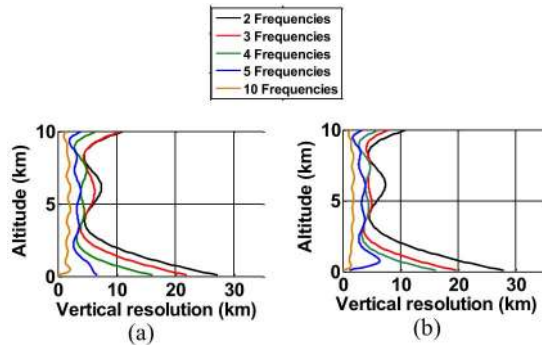 2 Frequencies
3 Frequencies
4 Frequencies
5 Frequencies
10 Frequencies
10
5
0
Altitude (km)
0 10 20 30
Vertical resolution (km)
(a)
10
5
0
Altitude (km)
0 10 20 30
Vertical resolution (km)
(b)